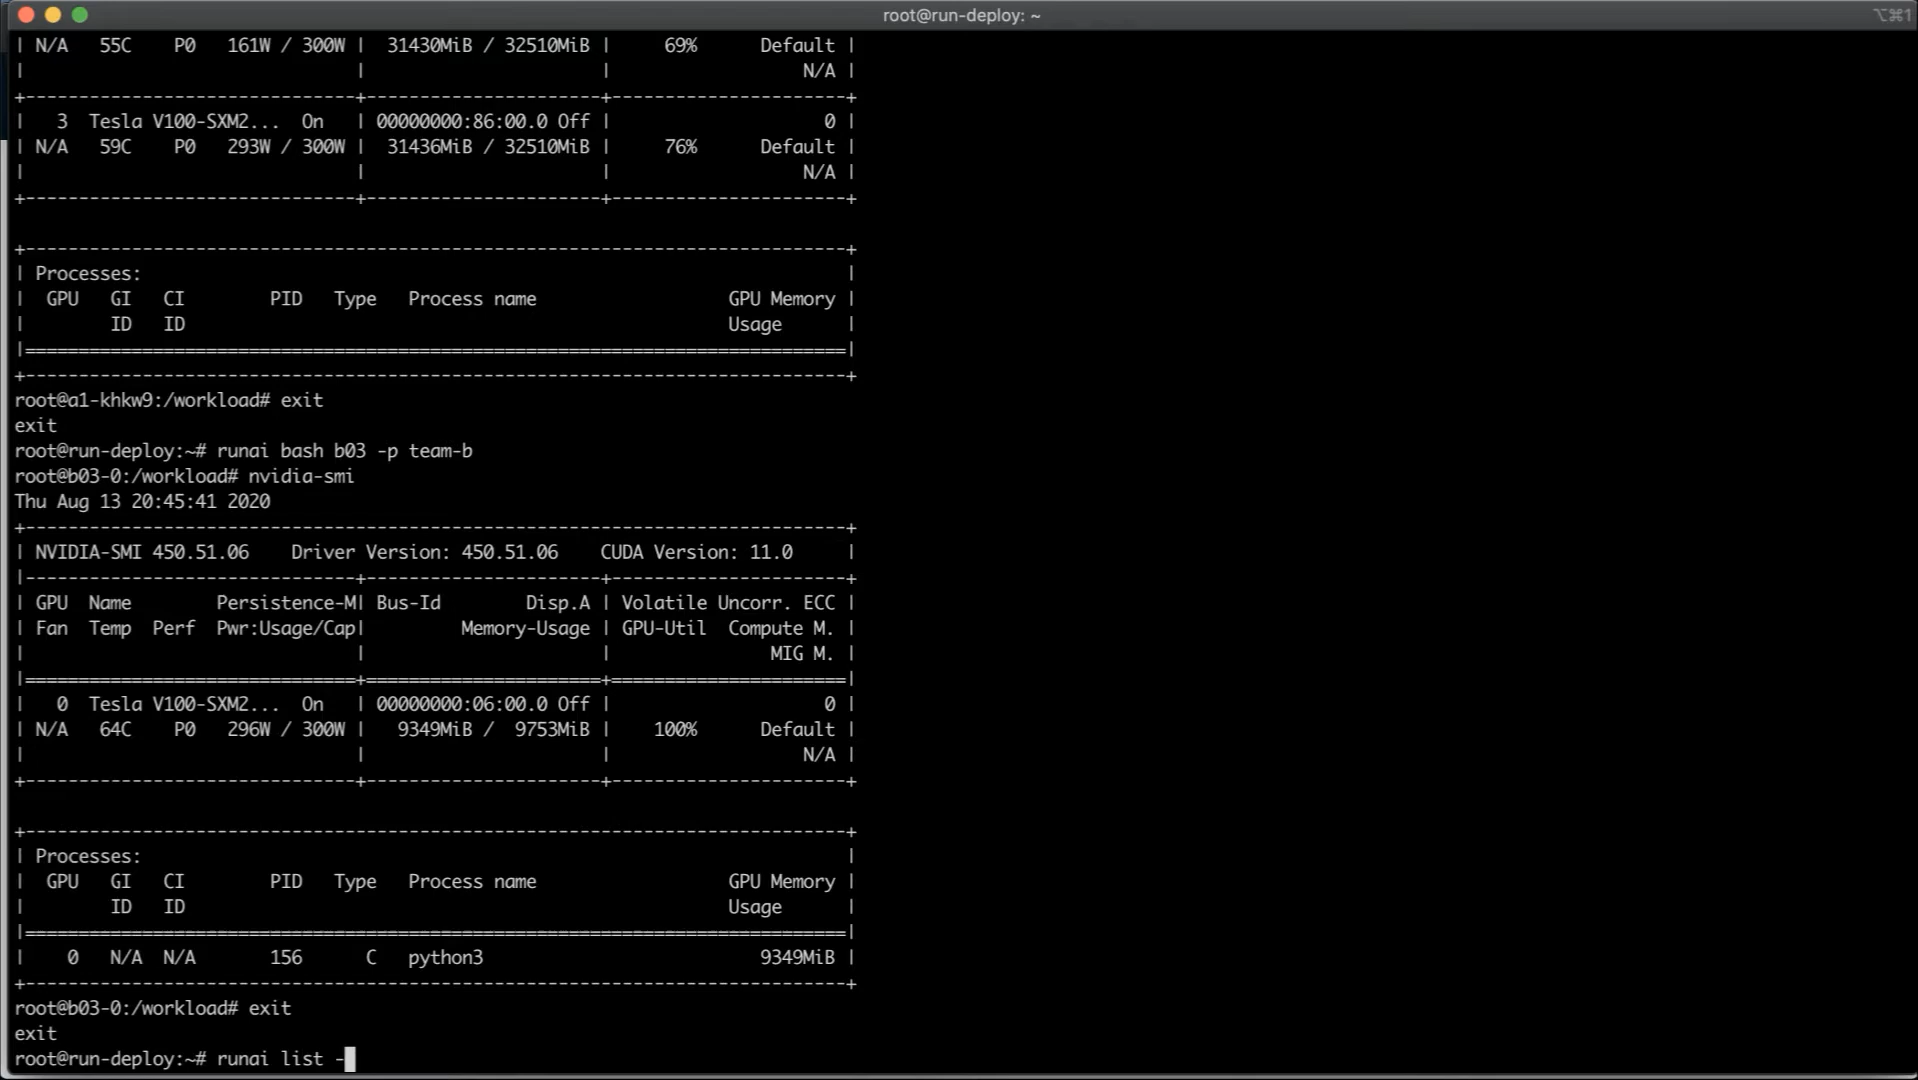 root@run-deploy: ~
⌥⌘1
| N/A   55C    P0   161W / 300W |  31430MiB / 32510MiB |     69%      Default |
|                               |                      |                  N/A |
+-------------------------------+----------------------+----------------------+
|   3  Tesla V100-SXM2...  On   | 00000000:86:00.0 Off |                    0 |
| N/A   59C    P0   293W / 300W |  31436MiB / 32510MiB |     76%      Default |
|                               |                      |                  N/A |
+-------------------------------+----------------------+----------------------+
+-----------------------------------------------------------------------------+
| Processes:                                                                  |
|  GPU   GI   CI        PID   Type   Process name                  GPU Memory |
|        ID   ID                                                   Usage      |
|=============================================================================|
+-----------------------------------------------------------------------------+
root@a1-khkw9:/workload# exit
exit
root@run-deploy:~# runai bash b03 -p team-b
root@b03-0:/workload# nvidia-smi
Thu Aug 13 20:45:41 2020
+-----------------------------------------------------------------------------+
| NVIDIA-SMI 450.51.06    Driver Version: 450.51.06    CUDA Version: 11.0     |
|-------------------------------+----------------------+----------------------+
| GPU  Name        Persistence-M| Bus-Id        Disp.A | Volatile Uncorr. ECC |
| Fan  Temp  Perf  Pwr:Usage/Cap|         Memory-Usage | GPU-Util  Compute M. |
|                               |                      |               MIG M. |
|===============================+======================+======================|
|   0  Tesla V100-SXM2...  On   | 00000000:06:00.0 Off |                    0 |
| N/A   64C    P0   296W / 300W |   9349MiB /  9753MiB |    100%      Default |
|                               |                      |                  N/A |
+-------------------------------+----------------------+----------------------+
+-----------------------------------------------------------------------------+
| Processes:                                                                  |
|  GPU   GI   CI        PID   Type   Process name                  GPU Memory |
|        ID   ID                                                   Usage      |
|=============================================================================|
|    0   N/A  N/A       156      C   python3                          9349MiB |
+-----------------------------------------------------------------------------+
root@b03-0:/workload# exit
exit
root@run-deploy:~# runai list -